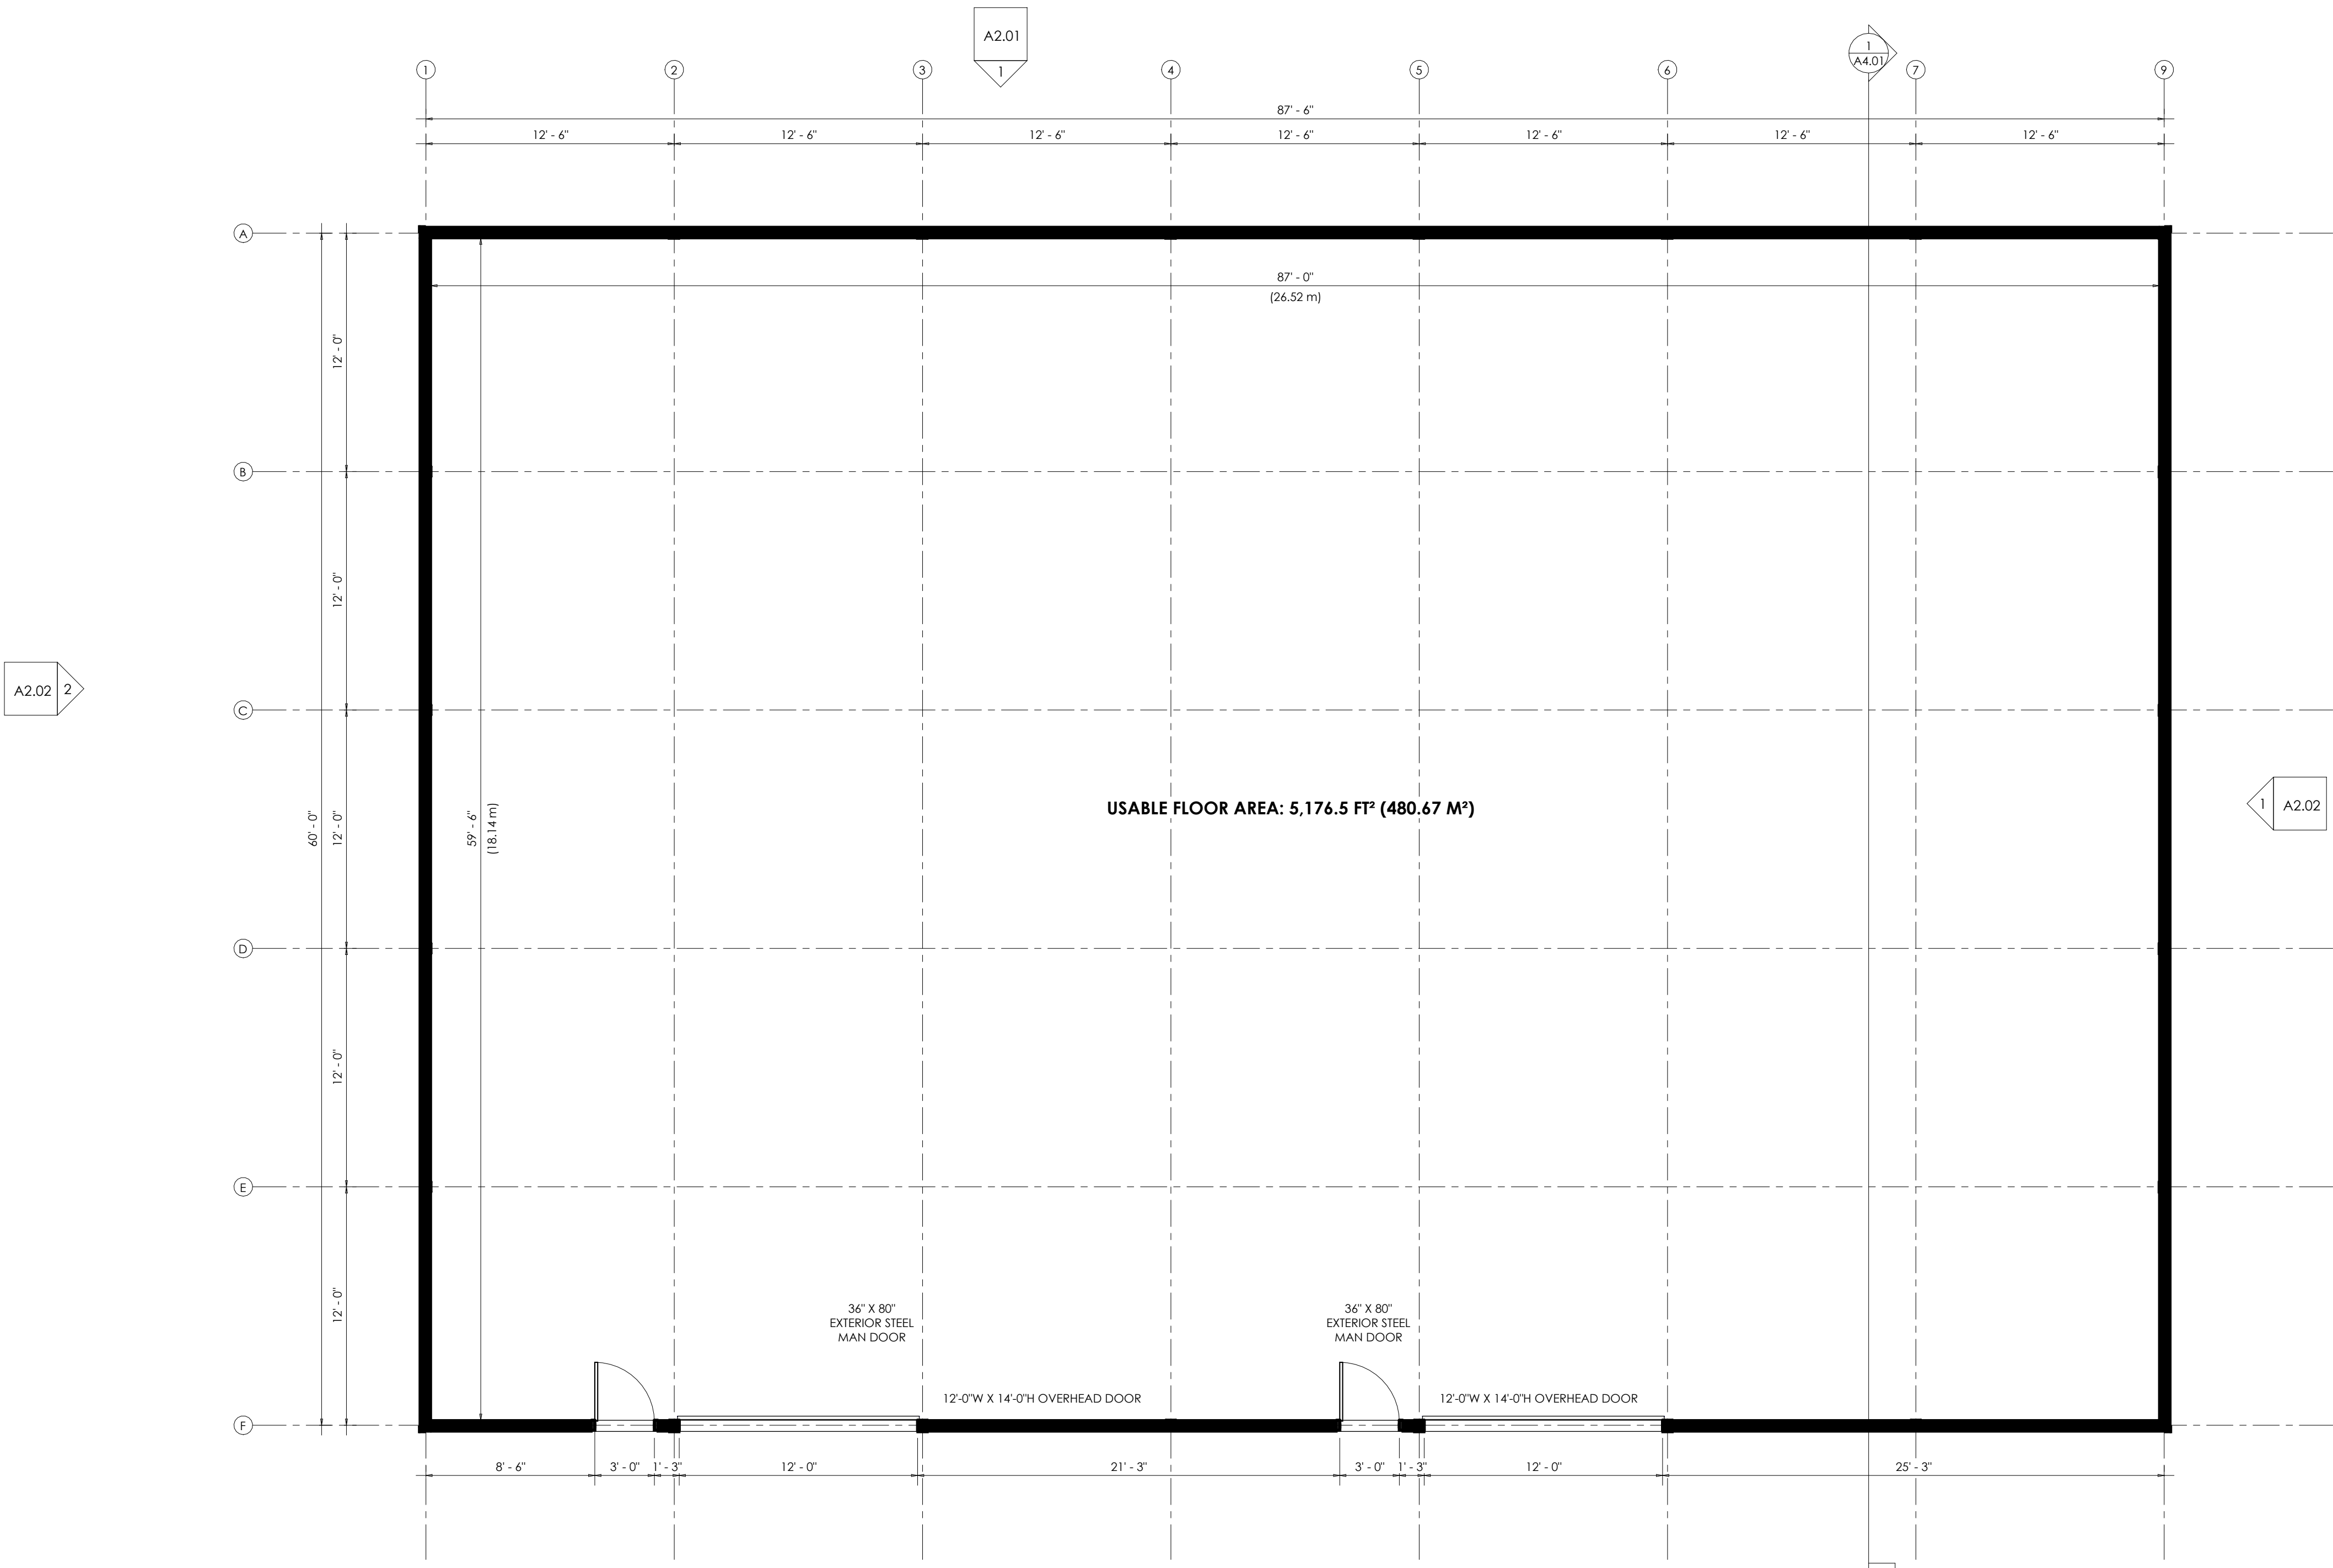 A2.01
1
1
A4.01
1
2
3
4
5
6
7
9
87' - 6"
12' - 6"
12' - 6"
12' - 6"
12' - 6"
12' - 6"
12' - 6"
12' - 6"
A
87' - 0"
(26.52 m)
12' - 0"
B
12' - 0"
A2.02
2
C
60' - 0"
12' - 0"
59' - 6"
(18.14 m)
USABLE FLOOR AREA: 5,176.5 FT² (480.67 M²)
1
A2.02
D
12' - 0"
E
12' - 0"
36" X 80"
EXTERIOR STEEL
MAN DOOR
36" X 80"
EXTERIOR STEEL
MAN DOOR
12'-0"W X 14'-0"H OVERHEAD DOOR
12'-0"W X 14'-0"H OVERHEAD DOOR
F
8' - 6"
3' - 0"
1' - 3"
12' - 0"
21' - 3"
3' - 0"
1' - 3"
12' - 0"
25' - 3"